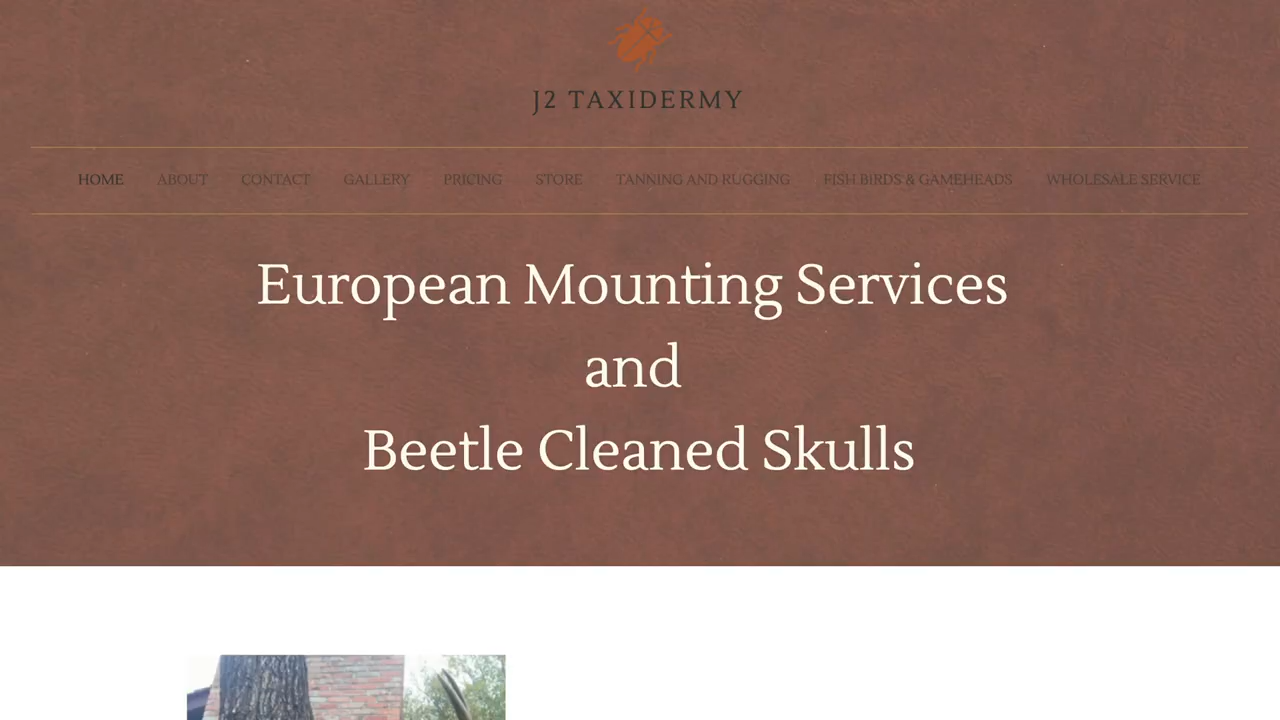 J2 TAXIDERMY
HOME ABOUT CONTACT GALLERY PRICING STORE TANNING AND RUGGING FISH BIRDS & GAMEHEADS WHOLESALE SERVICE
European Mounting Services
and
Beetle Cleaned Skulls